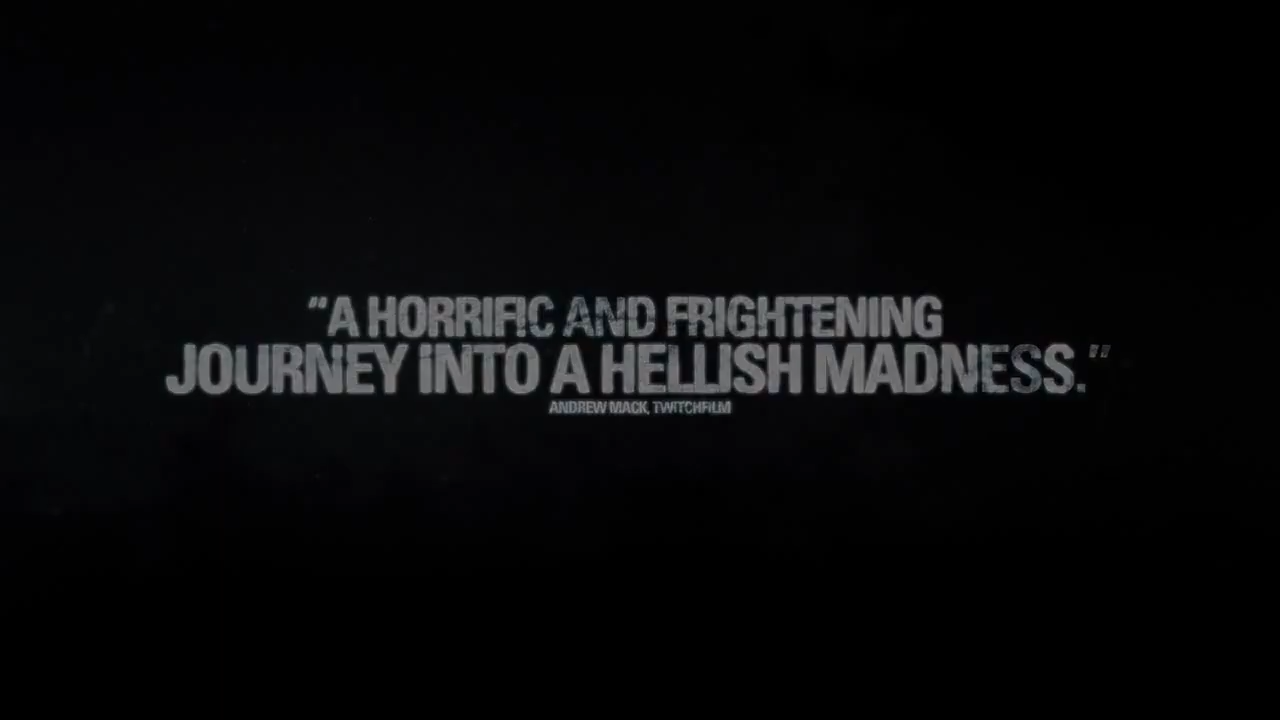 “A HORRIFIC AND FRIGHTENING
JOURNEY INTO A HELLISH MADNESS.”
ANDREW MACK, TWITCHFILM